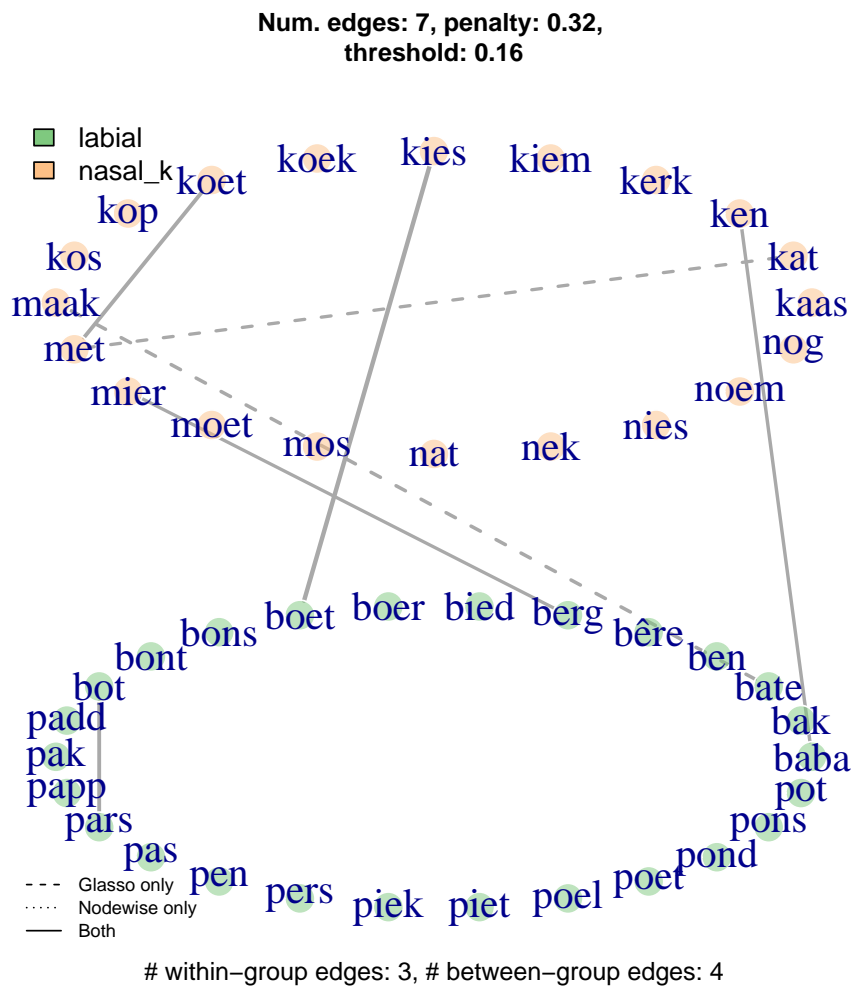 Num. edges: 7, penalty: 0.32,
threshold: 0.16
labial
nasal_k
kies
koek
kiem
koet
kerk
kop
ken
kos
kat
maak
kaas
met
nog
mier
noem
moet
nies
mos
nek
nat
boer
bied
boet
berg
bons
bêre
bont
ben
bot
bate
padd
bak
pak
baba
papp
pot
pars
pons
pas
pond
pen
poet
pers
poel
piek
piet
Glasso only
Nodewise only
Both
# within−group edges: 3, # between−group edges: 4